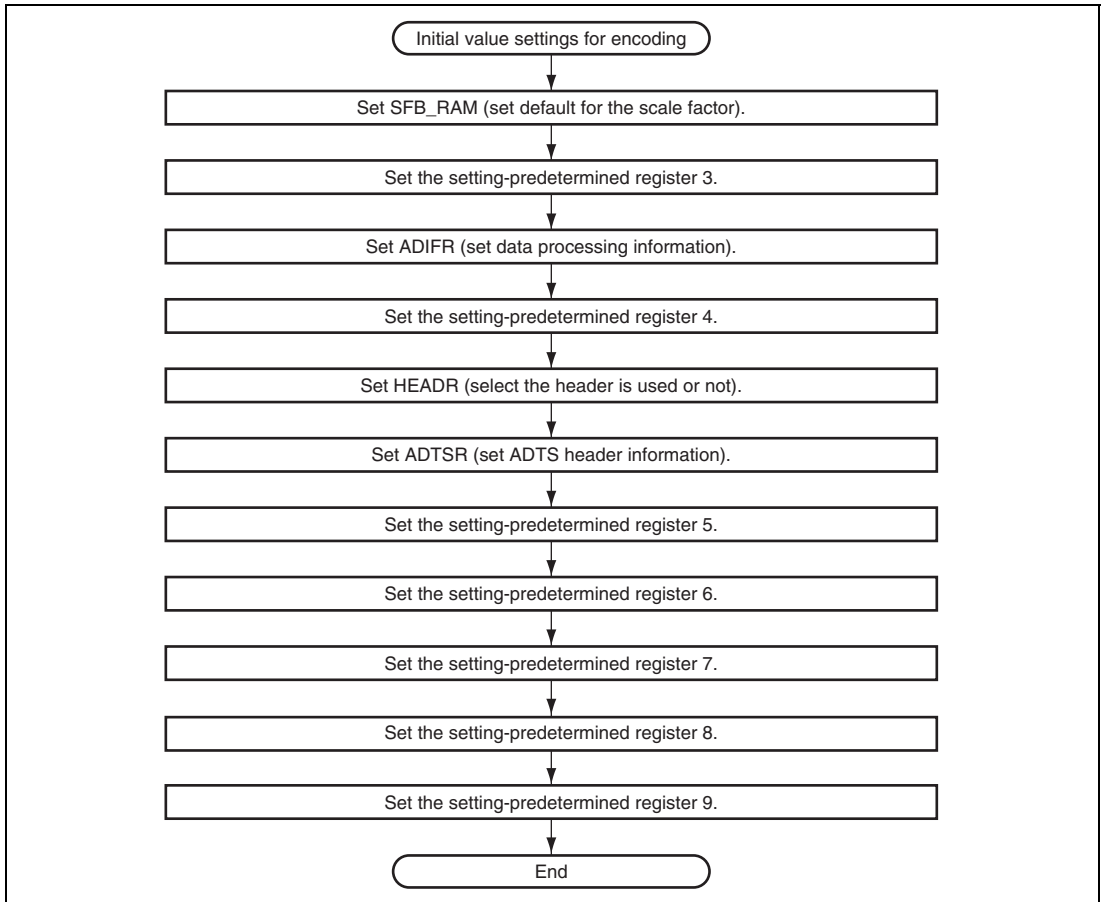 Initial value settings for encoding
Set SFB_RAM (set default for the scale factor).
Set the setting-predetermined register 3.
Set ADIFR (set data processing information).
Set the setting-predetermined register 4.
Set HEADR (select the header is used or not).
Set ADTSR (set ADTS header information).
Set the setting-predetermined register 5.
Set the setting-predetermined register 6.
Set the setting-predetermined register 7.
Set the setting-predetermined register 8.
Set the setting-predetermined register 9.
End